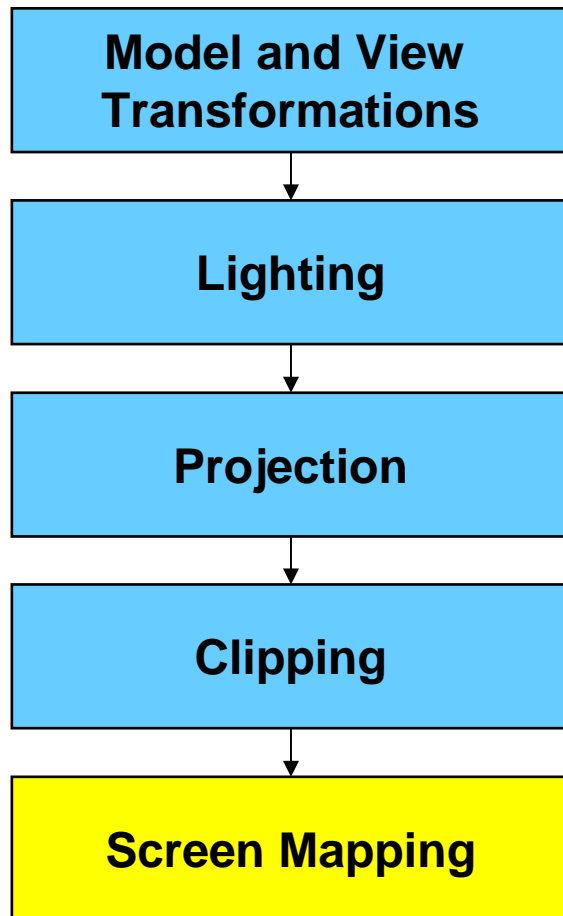 Model and View
Transformations
Lighting
Projection
Clipping
Screen Mapping